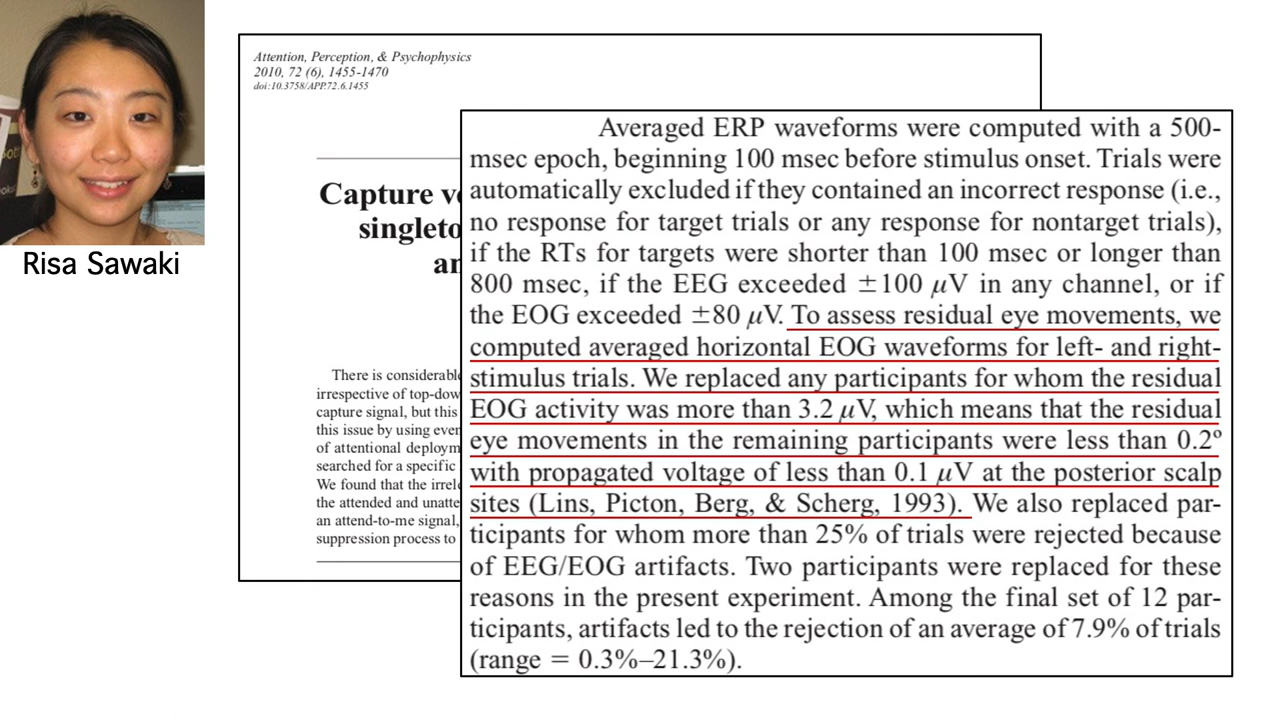 Risa Sawaki
Attention, Perception, & Psychophysics
2010, 72 (6), 1455-1470
doi:10.3758/APP.72.6.1455
Capture
There is
irrespective of
capture signal, but this
this issue by using
of attentional
searched for a specific
We found that the
the attended and
an attend-to-me signal,
suppression process to
Averaged ERP waveforms were computed with a 500-
msec epoch, beginning 100 msec before stimulus onset. Trials were
automatically excluded if they contained an incorrect response (i.e.,
no response for target trials or any response for nontarget trials),
if the RTs for targets were shorter than 100 msec or longer than
800 msec, if the EEG exceeded ±100 μV in any channel, or if
the EOG exceeded ±80 μV. To assess residual eye movements, we
computed averaged horizontal EOG waveforms for left- and right-
stimulus trials. We replaced any participants for whom the residual
EOG activity was more than 3.2 μV, which means that the residual
eye movements in the remaining participants were less than 0.2º
with propagated voltage of less than 0.1 μV at the posterior scalp
sites (Lins, Picton, Berg, & Scherg, 1993). We also replaced par-
ticipants for whom more than 25% of trials were rejected because
of EEG/EOG artifacts. Two participants were replaced for these
reasons in the present experiment. Among the final set of 12 par-
ticipants, artifacts led to the rejection of an average of 7.9% of trials
(range = 0.3%–21.3%).